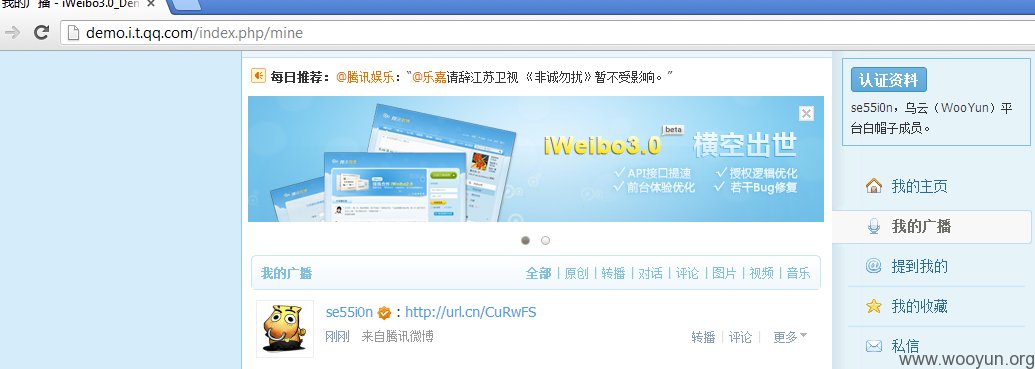 我的广播 - iWeibo3.0_Den
demo.i.t.qq.com/index.php/mine
每日推荐：@腾讯娱乐：“@乐嘉请辞江苏卫视 《非诚勿扰》暂不受影响。”
iWeibo3.0 beta 横空出世
API接口提速 授权逻辑优化
前台体验优化 若干Bug修复
我的广播
全部 | 原创 | 转播 | 对话 | 评论 | 图片 | 视频 | 音乐
se55i0n : http://url.cn/CuRwFS
刚刚 来自腾讯微博
转播 | 评论 | 更多
认证资料
se55i0n，乌云（WooYun）平
台白帽子成员。
我的主页
我的广播
提到我的
我的收藏
私信
www.wooyun.org